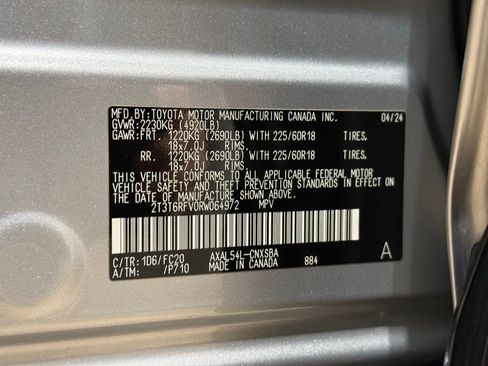 MFD.BY:TOYOTA MOTOR MANUFACTURING CANADA INC. 04/24
GVWR:2230KG (4920LB)
GAWR:FRT. 1220KG (2690LB) WITH 225/60R18 TIRES,
18x7.0J RIMS.
RR. 1220KG (2690LB) WITH 225/60R18 TIRES,
18x7.0J RIMS.
THIS VEHICLE CONFORMS TO ALL APPLICABLE FEDERAL MOTOR
VEHICLE SAFETY AND THEFT PREVENTION STANDARDS IN EFFECT
ON THE DATE OF MANUFACTURE SHOWN ABOVE.
2T3T6RFV0RW064972 MPV
C/TR:1D6/FC20 AXAL54L-CNXSBA
A/TM: /P710 MADE IN CANADA 884 A